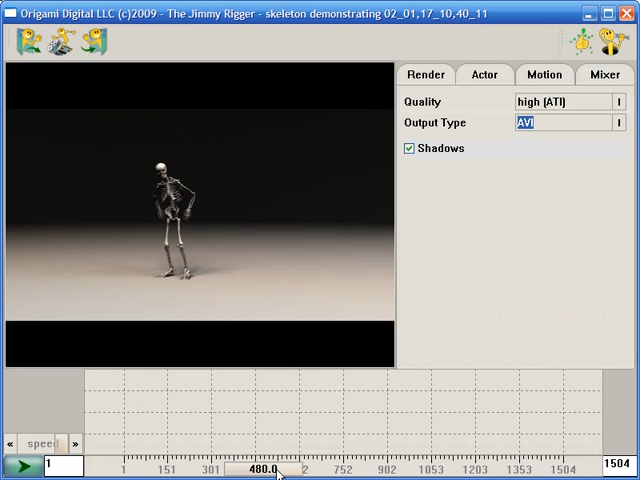 Origami Digital LLC (c)2009 - The Jimmy Rigger - skeleton demonstrating 02_01,17_10,40_11
Render Actor Motion Mixer
Quality high (ATI)
Output Type AVI
Shadows
« speed »
1 1 151 301 480.0 2 752 902 1053 1203 1353 1504 1504